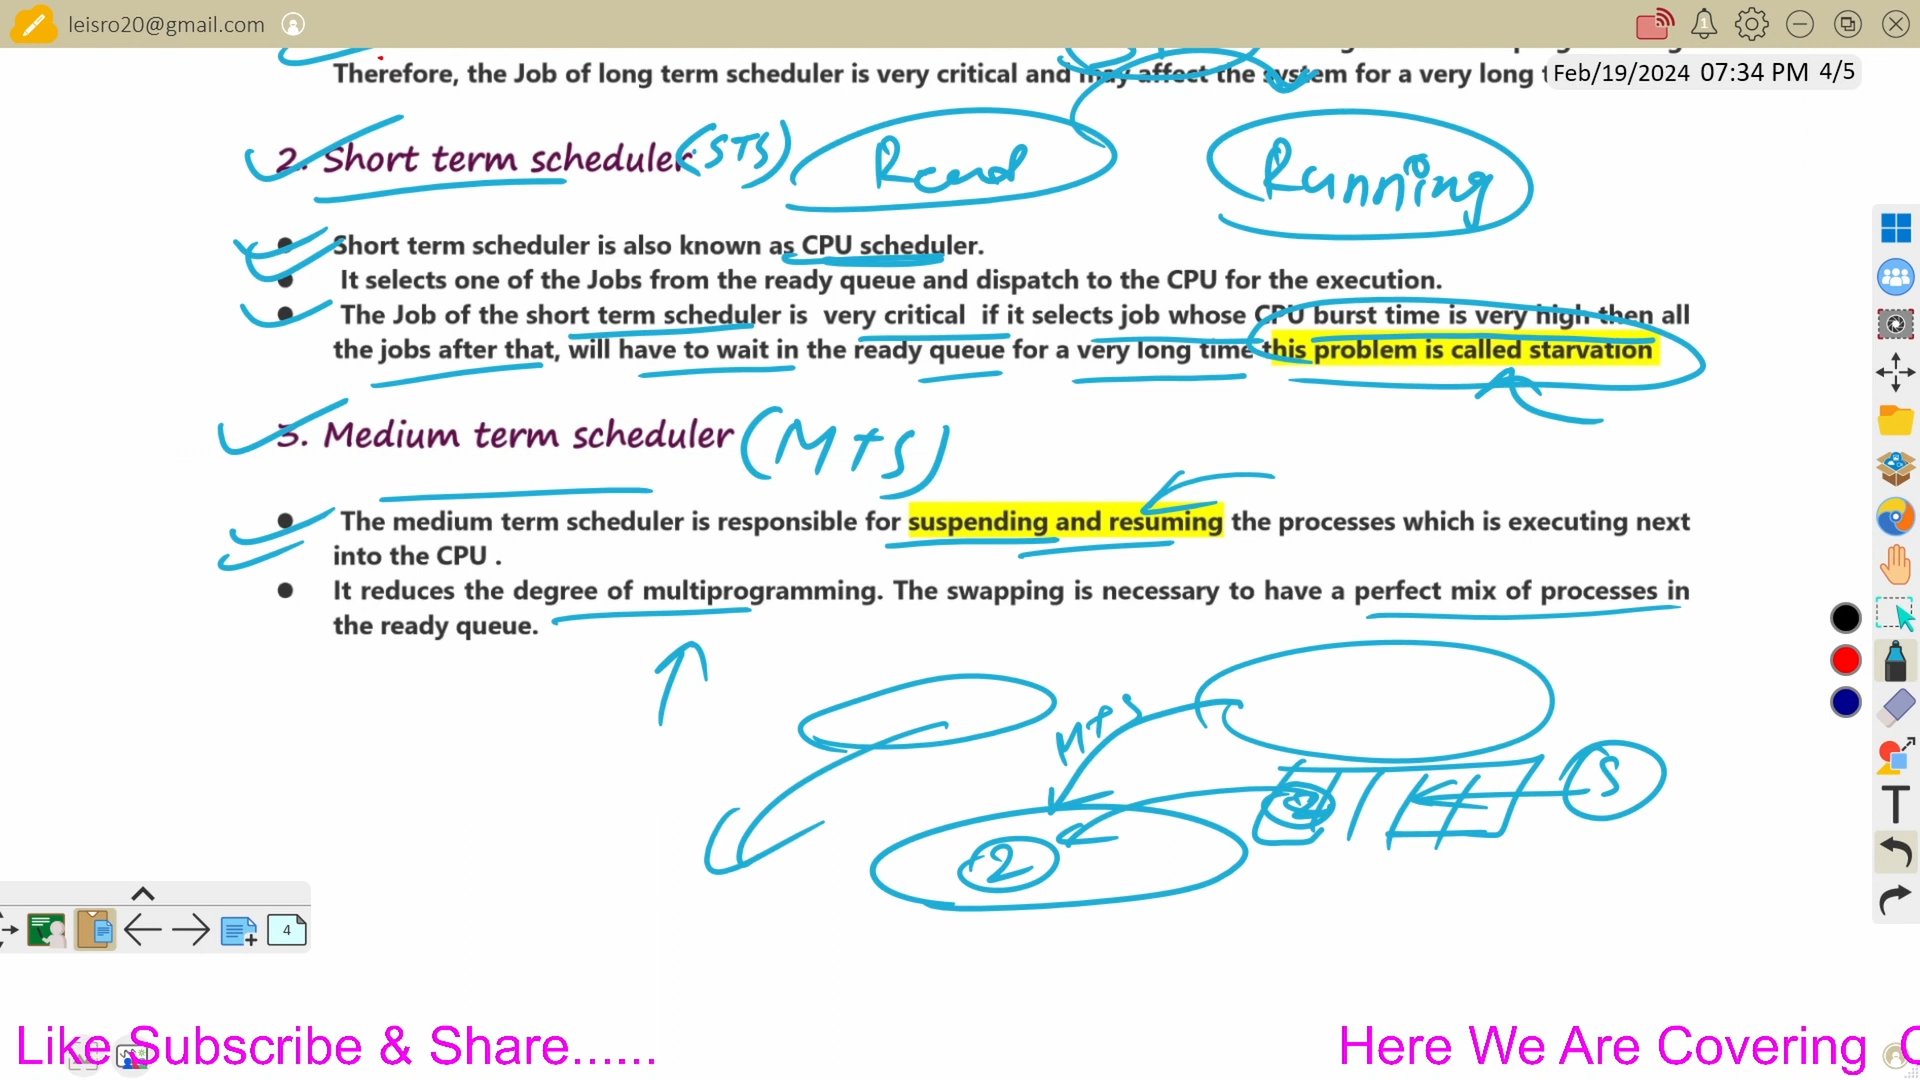 leisro20@gmail.com
1
Therefore, the Job of long term scheduler is very critical and may affect the system for a very long t
Feb/19/2024 07:34 PM 4/5
2. Short term scheduler (STS)
Read
Running
Short term scheduler is also known as CPU scheduler.
It selects one of the Jobs from the ready queue and dispatch to the CPU for the execution.
The Job of the short term scheduler is very critical if it selects job whose CPU burst time is very high then all
the jobs after that, will have to wait in the ready queue for a very long time this problem is called starvation
3. Medium term scheduler (MTS)
The medium term scheduler is responsible for suspending and resuming the processes which is executing next
into the CPU .
It reduces the degree of multiprogramming. The swapping is necessary to have a perfect mix of processes in
the ready queue.
MTS
5
2
4
Like Subscribe & Share......
Here We Are Covering